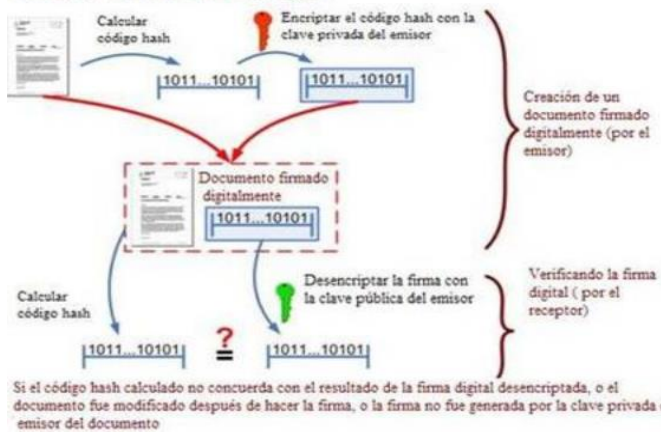 Calcular
código hash
Encriptar el código hash con la
clave privada del emisor
1011...10101
1011...10101
Creación de un
documento firmado
digitalmente (por el
emisor)
Documento firmado
digitalmente
1011...10101
Calcular
código hash
Desencriptar la firma con
la clave pública del emisor
Verificando la firma
digital ( por el
receptor)
1011...10101
?
=
1011...10101
Si el código hash calculado no concuerda con el resultado de la firma digital desencriptada, o el
documento fue modificado después de hacer la firma, o la firma no fue generada por la clave privada
emisor del documento